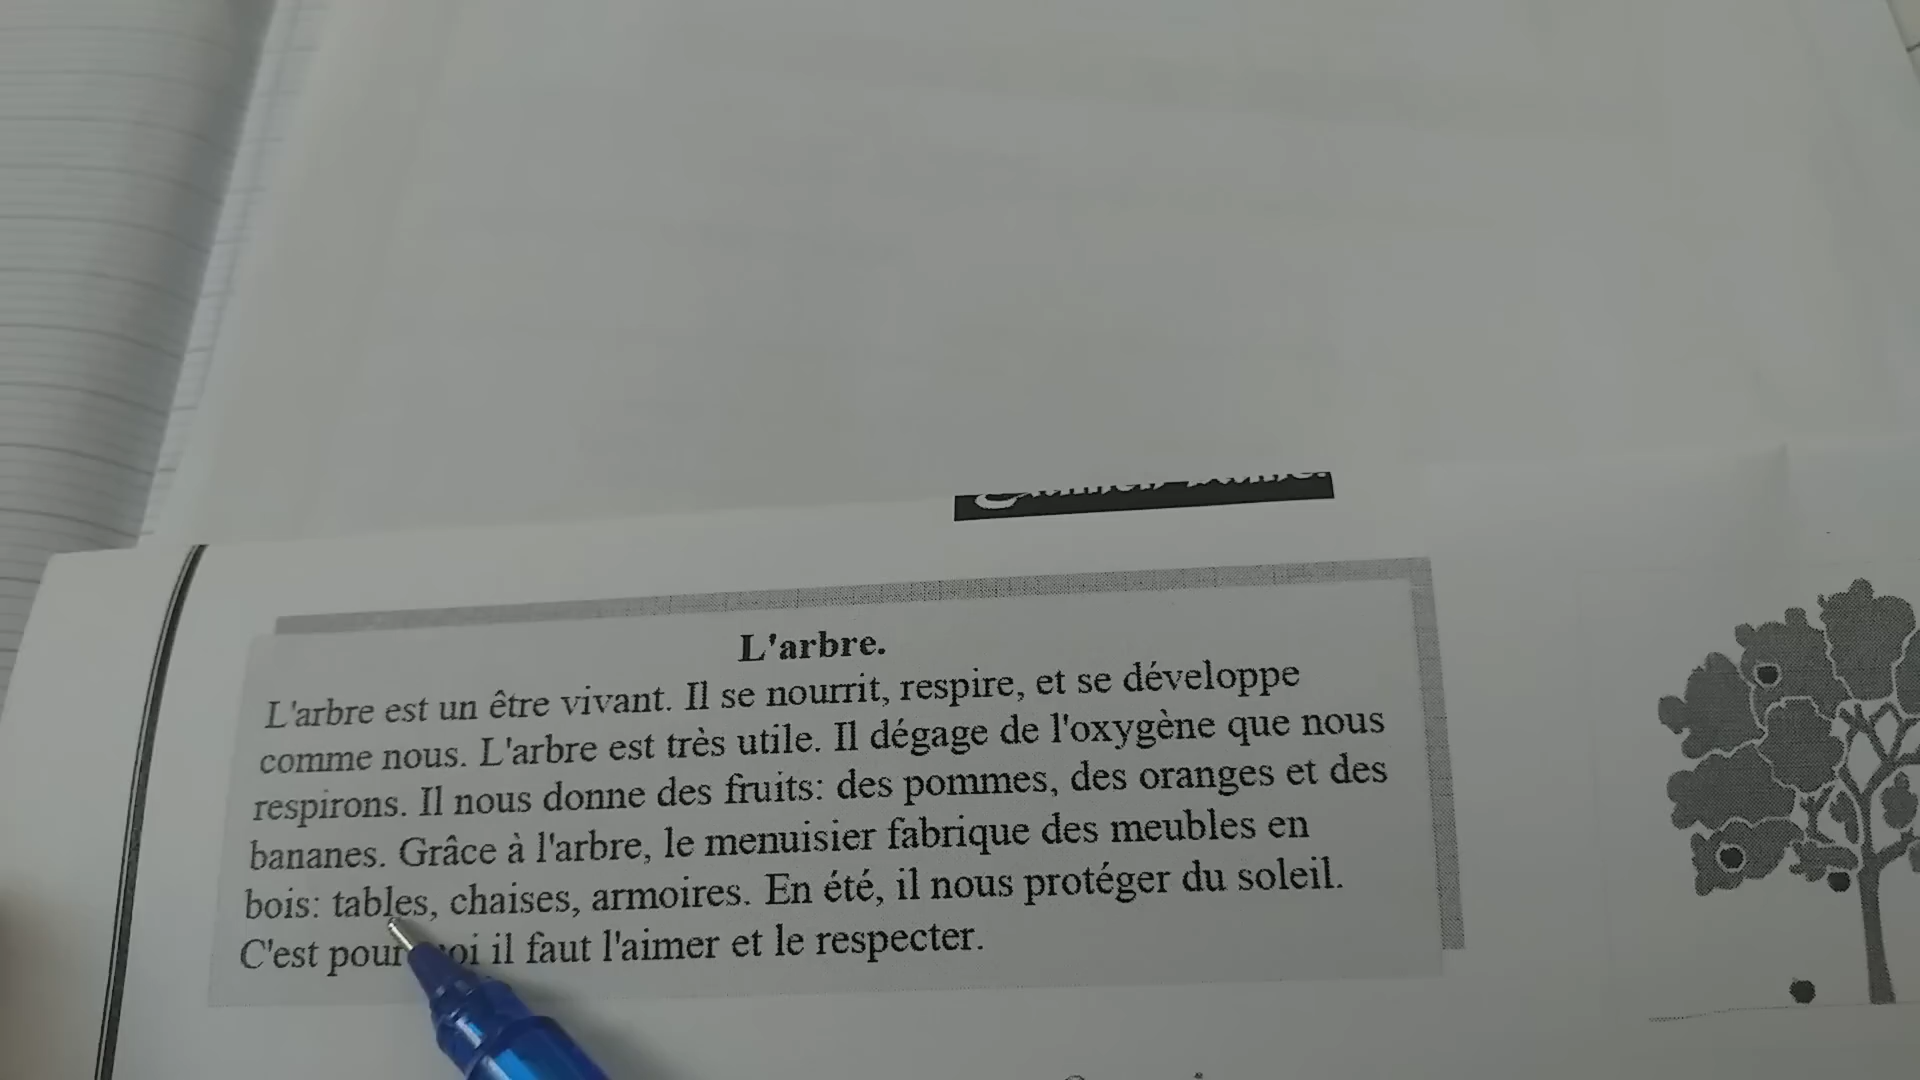 L'arbre.
L'arbre est un être vivant. Il se nourrit, respire, et se développe
comme nous. L'arbre est très utile. Il dégage de l'oxygène que nous
respirons. Il nous donne des fruits: des pommes, des oranges et des
bananes. Grâce à l'arbre, le menuisier fabrique des meubles en
bois: tables, chaises, armoires. En été, il nous protéger du soleil.
C'est pourquoi il faut l'aimer et le respecter.